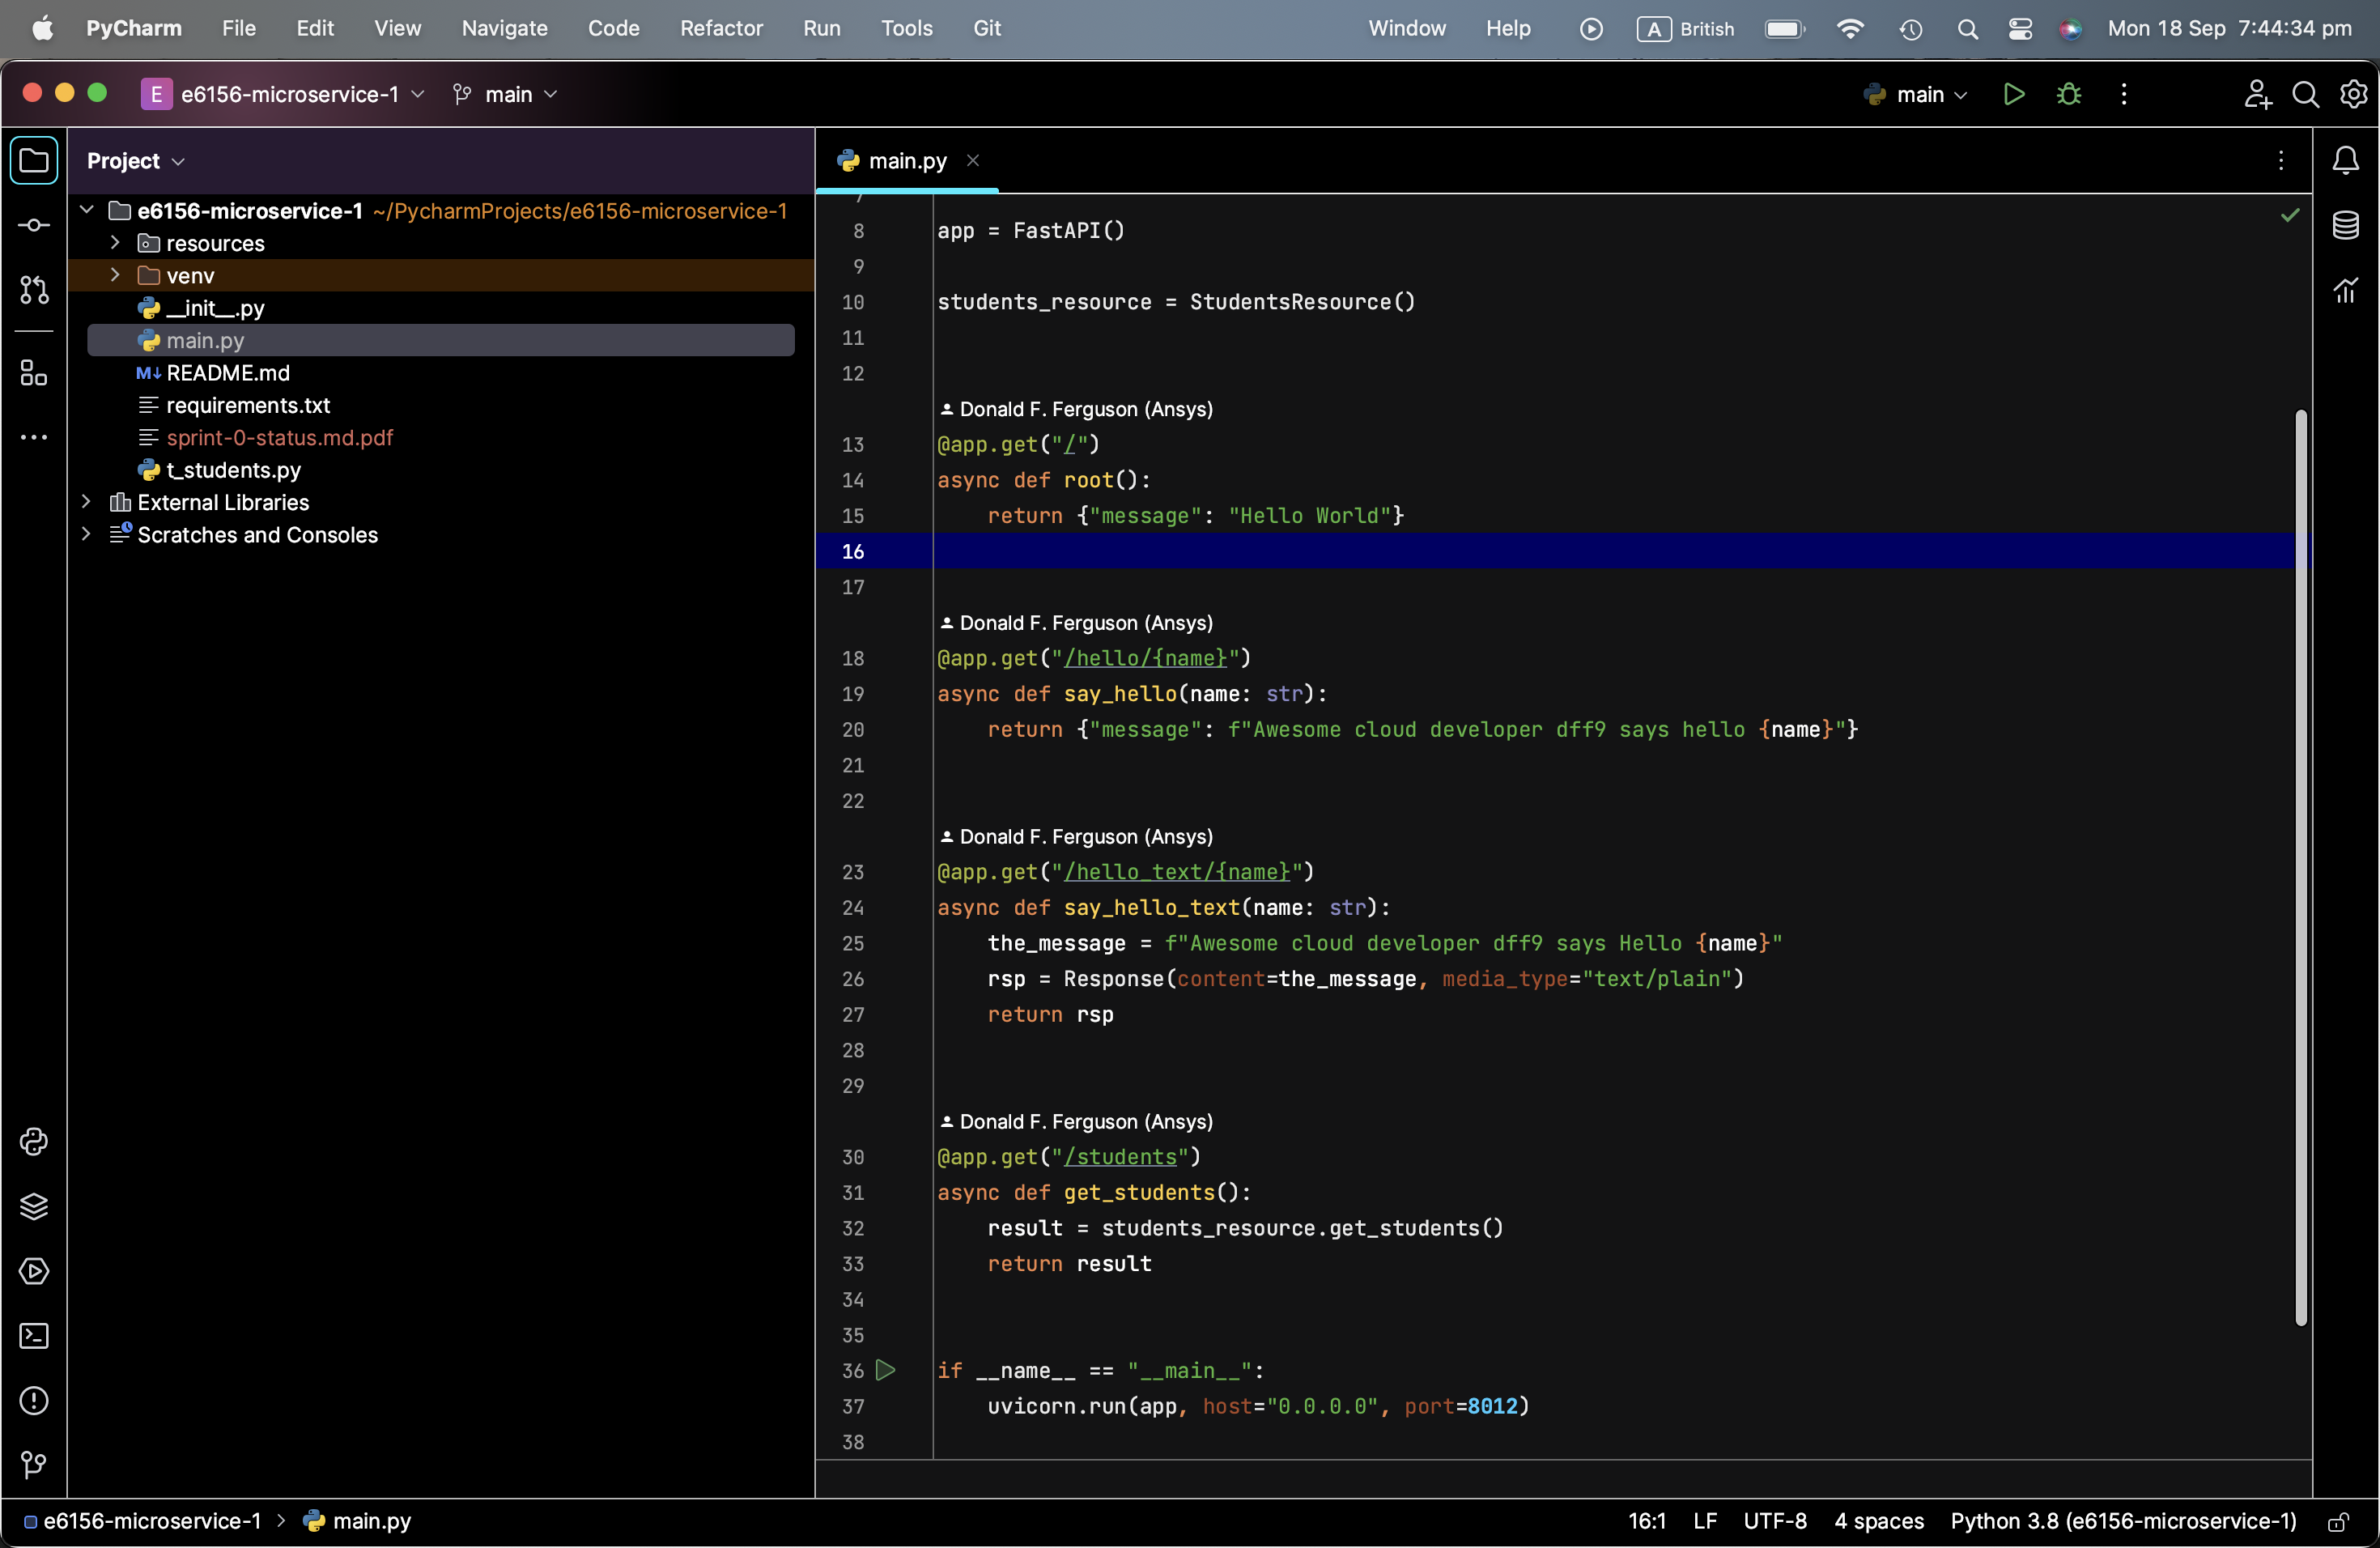 PyCharm File Edit View Navigate Code Refactor Run Tools Git Window Help A British Mon 18 Sep 7:44:34 pm
E e6156-microservice-1 main main
Project
e6156-microservice-1 ~/PycharmProjects/e6156-microservice-1
resources
venv
__init__.py
main.py
M↓ README.md
requirements.txt
sprint-0-status.md.pdf
t_students.py
External Libraries
Scratches and Consoles
main.py
7
8 app = FastAPI()
9
10 students_resource = StudentsResource()
11
12
Donald F. Ferguson (Ansys)
13 @app.get("/")
14 async def root():
15     return {"message": "Hello World"}
16
17
Donald F. Ferguson (Ansys)
18 @app.get("/hello/{name}")
19 async def say_hello(name: str):
20     return {"message": f"Awesome cloud developer dff9 says hello {name}"}
21
22
Donald F. Ferguson (Ansys)
23 @app.get("/hello_text/{name}")
24 async def say_hello_text(name: str):
25     the_message = f"Awesome cloud developer dff9 says Hello {name}"
26     rsp = Response(content=the_message, media_type="text/plain")
27     return rsp
28
29
Donald F. Ferguson (Ansys)
30 @app.get("/students")
31 async def get_students():
32     result = students_resource.get_students()
33     return result
34
35
36 if __name__ == "__main__":
37     uvicorn.run(app, host="0.0.0.0", port=8012)
38
e6156-microservice-1 > main.py 16:1 LF UTF-8 4 spaces Python 3.8 (e6156-microservice-1)